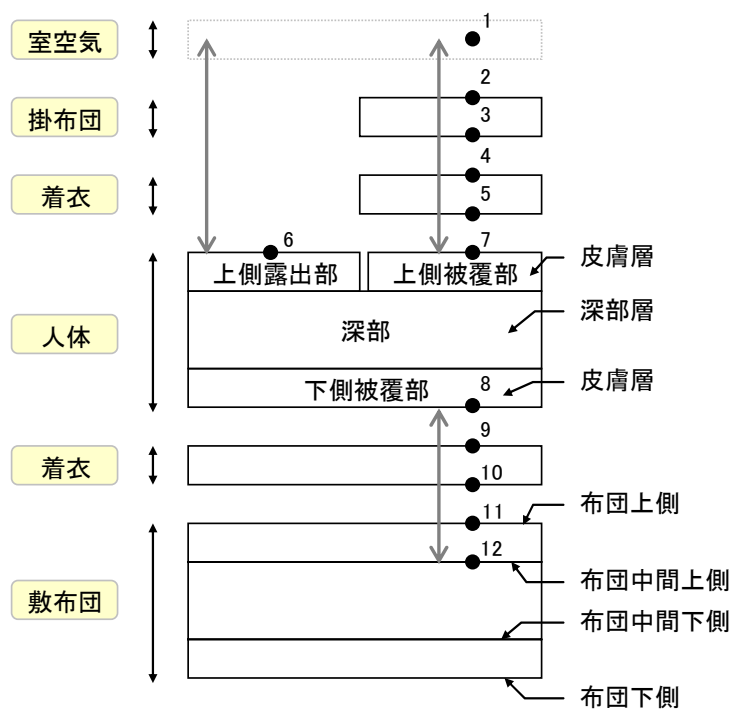 1
室空気
2
掛布団
3
4
着衣
5
6
7
上側露出部
上側被覆部
皮膚層
深部層
人体
深部
下側被覆部
8
皮膚層
9
着衣
10
11
布団上側
12
布団中間上側
敷布団
布団中間下側
布団下側